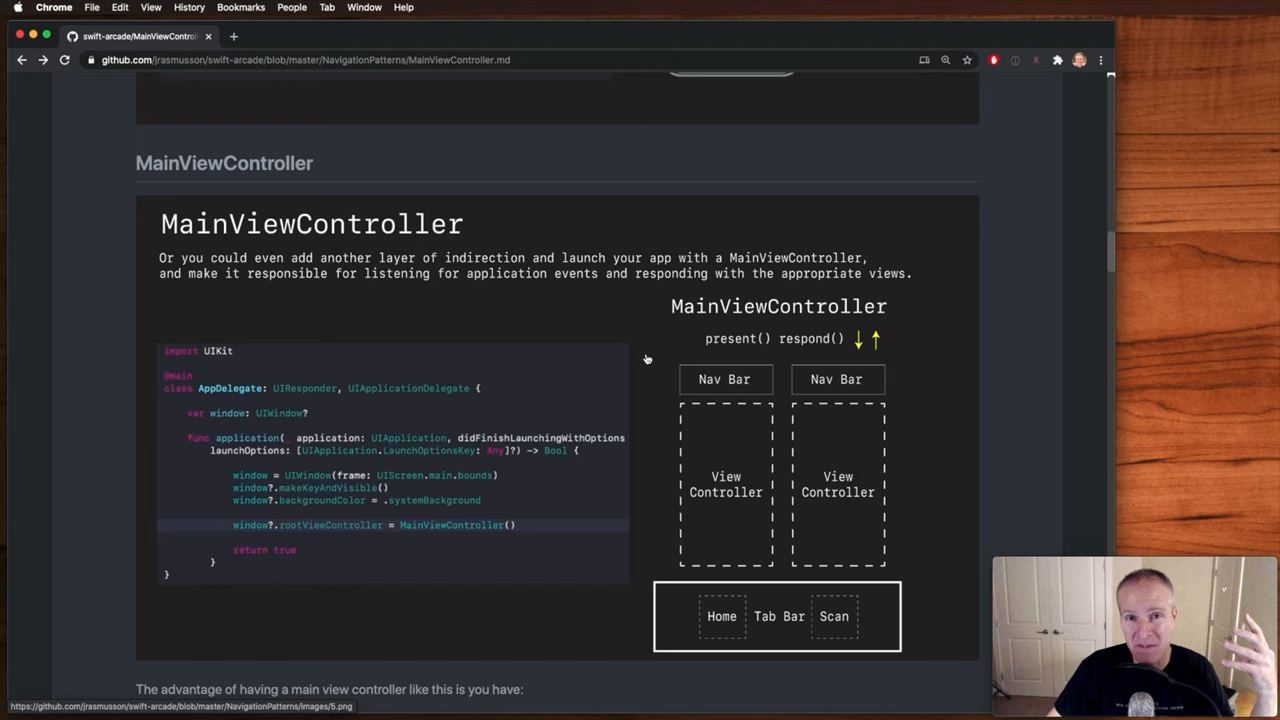 Chrome File Edit View History Bookmarks People Tab Window Help
swift-arcade/MainViewControl
github.com/jrasmusson/swift-arcade/blob/master/NavigationPatterns/MainViewController.md
MainViewController
MainViewController
Or you could even add another layer of indirection and launch your app with a MainViewController,
and make it responsible for listening for application events and responding with the appropriate views.
MainViewController
present() respond()
Nav Bar Nav Bar
View
Controller
View
Controller
Home Tab Bar Scan
import UIKit
@main
class AppDelegate: UIResponder, UIApplicationDelegate {
var window: UIWindow?
func application(_ application: UIApplication, didFinishLaunchingWithOptions
launchOptions: [UIApplication.LaunchOptionsKey: Any]?) -> Bool {
window = UIWindow(frame: UIScreen.main.bounds)
window?.makeKeyAndVisible()
window?.backgroundColor = .systemBackground
window?.rootViewController = MainViewController()
return true
}
}
The advantage of having a main view controller like this is you have:
https://github.com/jrasmusson/swift-arcade/blob/master/NavigationPatterns/images/5.png